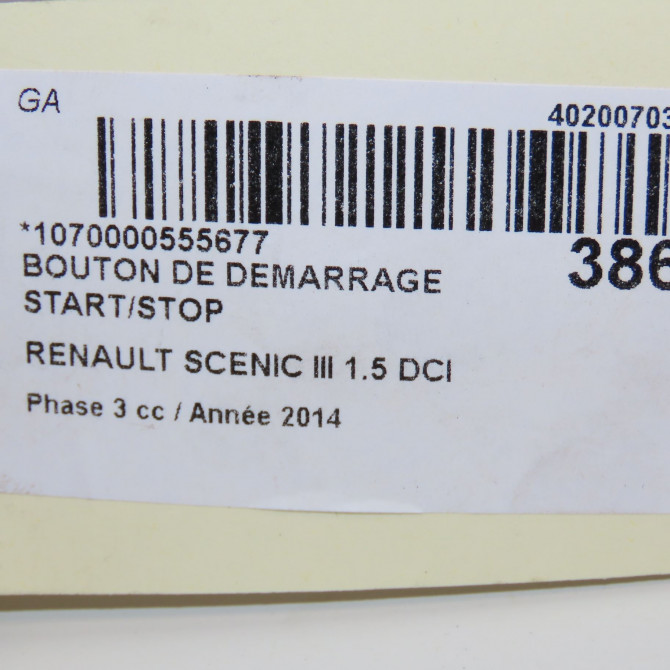 GA
40200703
*1070000555677
386
BOUTON DE DEMARRAGE
START/STOP
RENAULT SCENIC III 1.5 DCI
Phase 3 cc / Année 2014